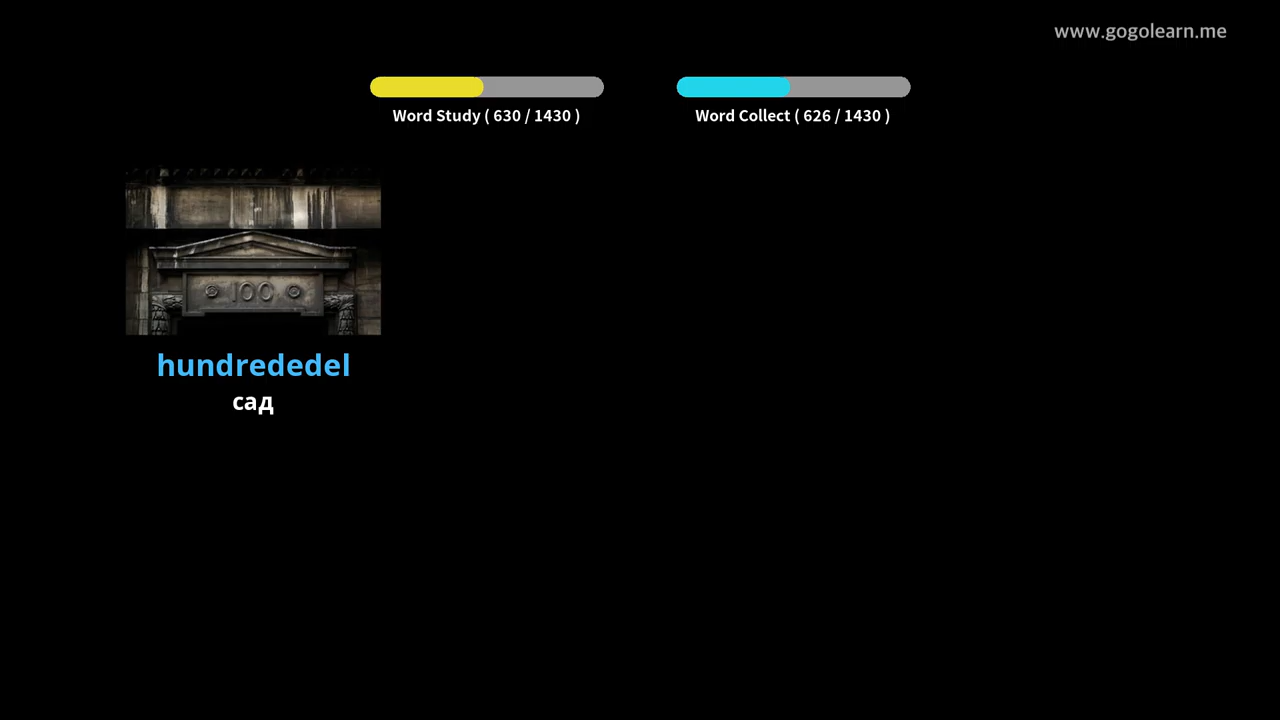 www.gogolearn.me
Word Study ( 630 / 1430 )
Word Collect ( 626 / 1430 )
100
hundrededel
сад